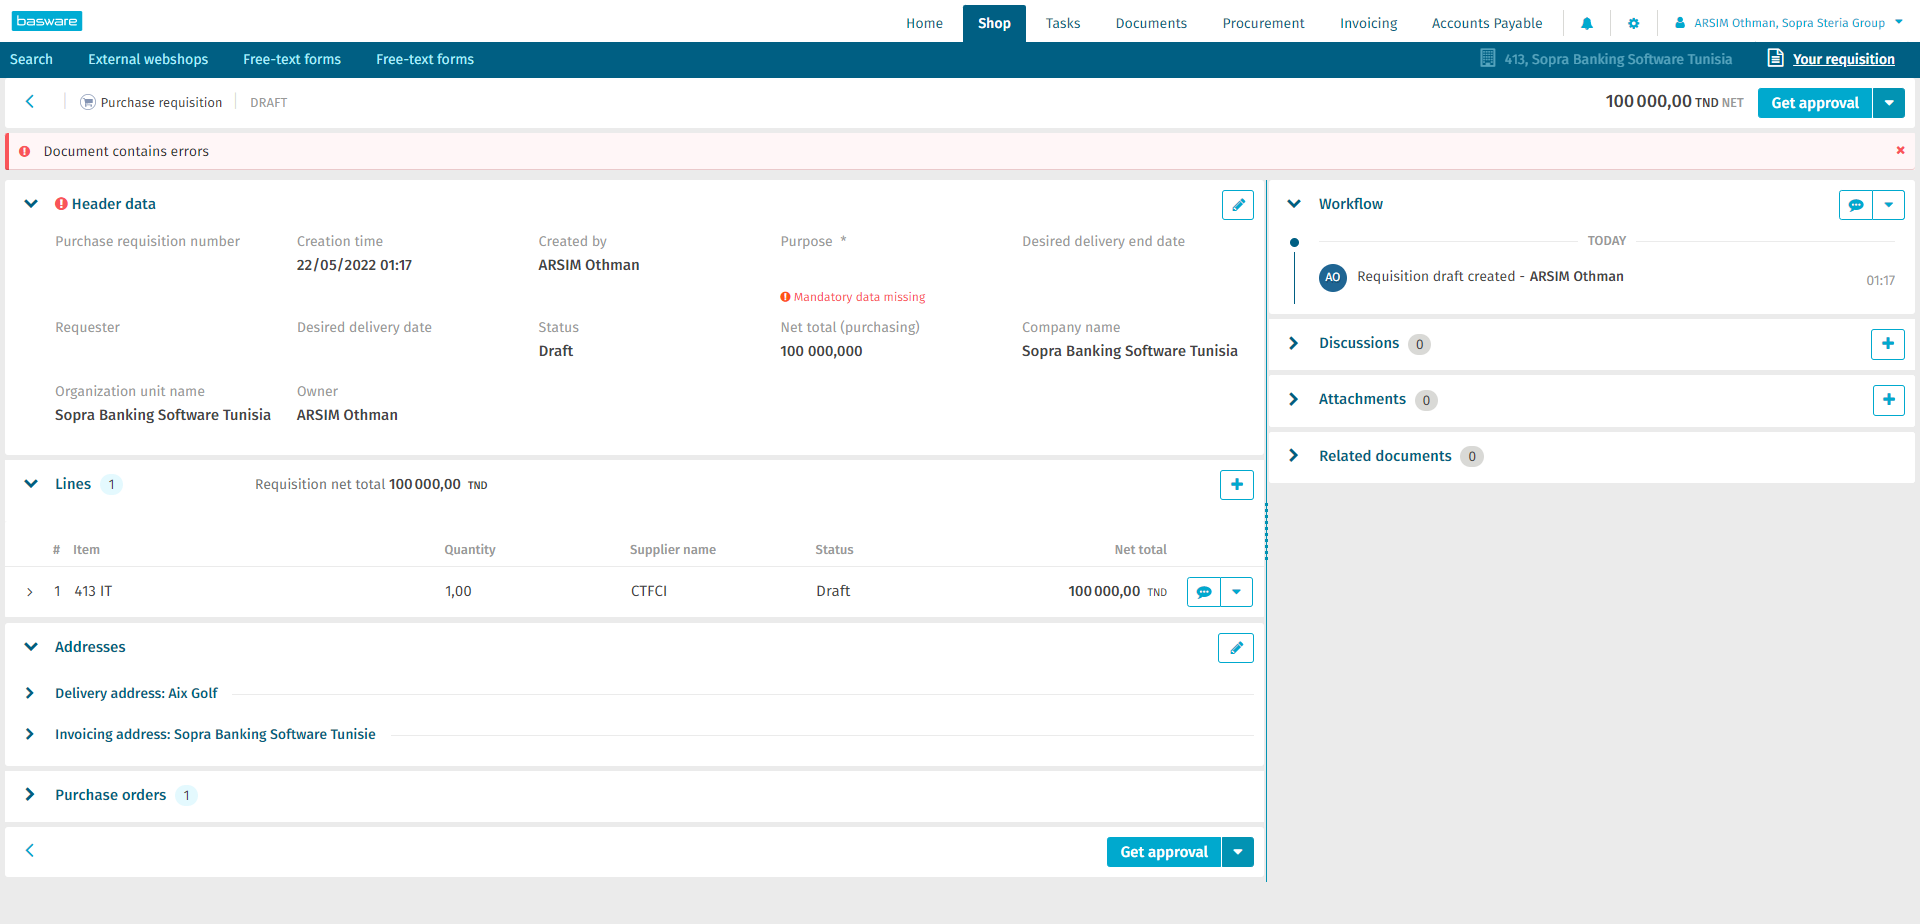 basware
Home
Shop
Tasks
Documents
Procurement
Invoicing
Accounts Payable
ARSIM Othman, Sopra Steria Group
Search
External webshops
Free-text forms
Free-text forms
413, Sopra Banking Software Tunisia
Your requisition
Purchase requisition
DRAFT
100 000,00 TND NET
Get approval
Document contains errors
Header data
Purchase requisition number
Creation time
22/05/2022 01:17
Created by
ARSIM Othman
Purpose *
Mandatory data missing
Desired delivery end date
Requester
Desired delivery date
Status
Draft
Net total (purchasing)
100 000,000
Company name
Sopra Banking Software Tunisia
Organization unit name
Sopra Banking Software Tunisia
Owner
ARSIM Othman
Workflow
TODAY
AO
Requisition draft created - ARSIM Othman
01:17
Discussions 0
Attachments 0
Related documents 0
Lines 1
Requisition net total 100 000,00 TND
# Item Quantity Supplier name Status Net total
1 413 IT 1,00 CTFCI Draft 100 000,00 TND
Addresses
Delivery address: Aix Golf
Invoicing address: Sopra Banking Software Tunisie
Purchase orders 1
Get approval